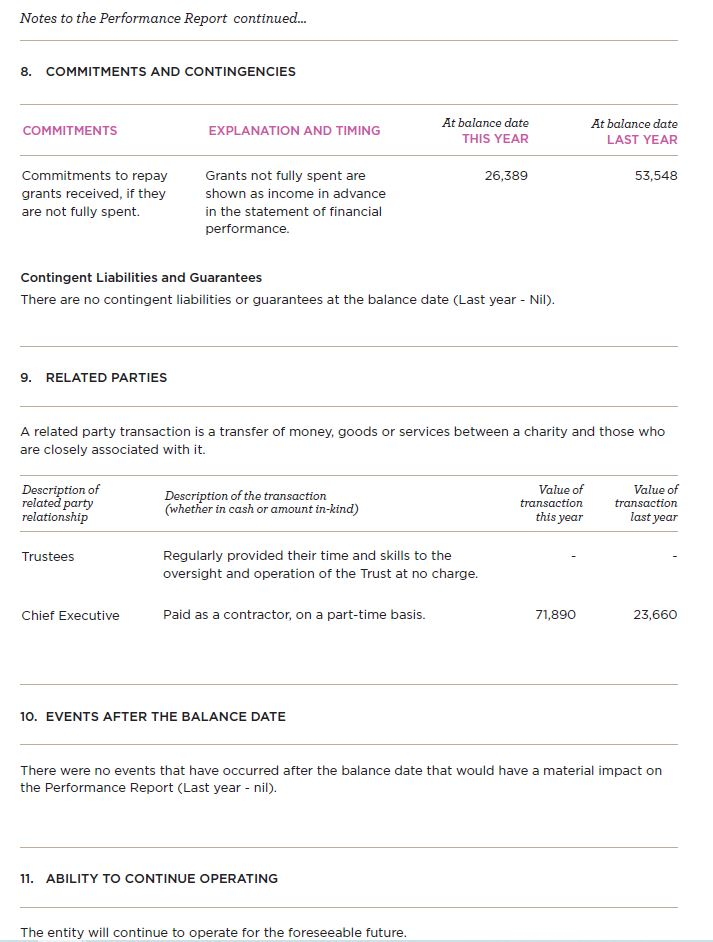 Notes to the Performance Report continued...
8. COMMITMENTS AND CONTINGENCIES
COMMITMENTS EXPLANATION AND TIMING At balance date THIS YEAR At balance date LAST YEAR
Commitments to repay Grants not fully spent are 26,389 53,548
grants received, if they shown as income in advance
are not fully spent. in the statement of financial
performance.
Contingent Liabilities and Guarantees
There are no contingent liabilities or guarantees at the balance date (Last year - Nil).
9. RELATED PARTIES
A related party transaction is a transfer of money, goods or services between a charity and those who
are closely associated with it.
Description of Value of Value of
related party Description of the transaction transaction transaction
relationship (whether in cash or amount in-kind) this year last year
Trustees Regularly provided their time and skills to the - -
oversight and operation of the Trust at no charge.
Chief Executive Paid as a contractor, on a part-time basis. 71,890 23,660
10. EVENTS AFTER THE BALANCE DATE
There were no events that have occurred after the balance date that would have a material impact on
the Performance Report (Last year - nil).
11. ABILITY TO CONTINUE OPERATING
The entity will continue to operate for the foreseeable future.